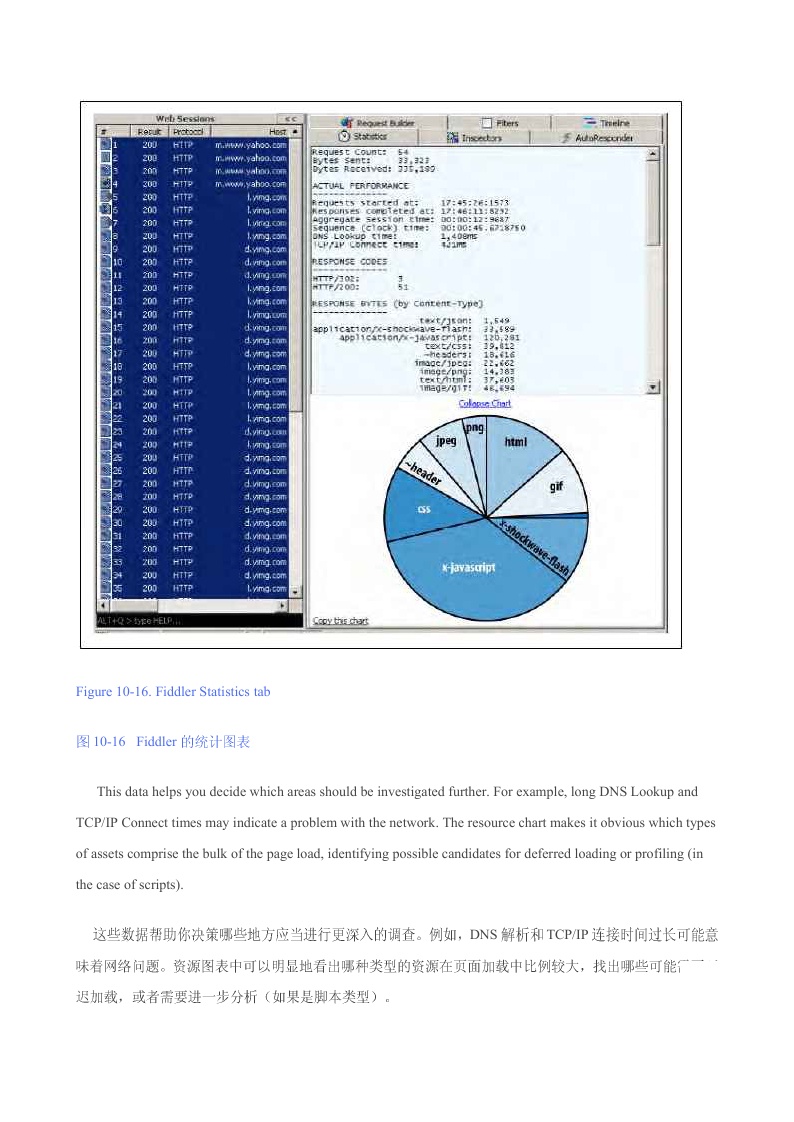 Web Sessions <<
# Result Protocol Host
1 200 HTTP m.www.yahoo.com
2 200 HTTP m.www.yahoo.com
3 200 HTTP m.www.yahoo.com
4 200 HTTP m.www.yahoo.com
5 200 HTTP l.yimg.com
6 200 HTTP l.yimg.com
7 200 HTTP l.yimg.com
8 200 HTTP l.yimg.com
9 200 HTTP d.yimg.com
10 200 HTTP d.yimg.com
11 200 HTTP d.yimg.com
12 200 HTTP l.yimg.com
13 200 HTTP l.yimg.com
14 200 HTTP l.yimg.com
15 200 HTTP d.yimg.com
16 200 HTTP d.yimg.com
17 200 HTTP d.yimg.com
18 200 HTTP l.yimg.com
19 200 HTTP l.yimg.com
20 200 HTTP l.yimg.com
21 200 HTTP l.yimg.com
22 200 HTTP l.yimg.com
23 200 HTTP d.yimg.com
24 200 HTTP l.yimg.com
25 200 HTTP d.yimg.com
26 200 HTTP d.yimg.com
27 200 HTTP d.yimg.com
28 200 HTTP d.yimg.com
29 200 HTTP d.yimg.com
30 200 HTTP d.yimg.com
31 200 HTTP d.yimg.com
32 200 HTTP d.yimg.com
33 200 HTTP d.yimg.com
34 200 HTTP d.yimg.com
35 200 HTTP l.yimg.com
ALT+Q > type HELP...
Request Builder Filters Timeline
Statistics Inspectors AutoResponder
Request Count: 54
Bytes Sent: 33,323
Bytes Received: 335,189
ACTUAL PERFORMANCE
--------------
Requests started at: 17:45:26:1573
Responses completed at: 17:46:11:8292
Aggregate Session time: 00:00:12:9687
Sequence (clock) time: 00:00:45.6718750
DNS Lookup time: 1,408ms
TCP/IP Connect time: 421ms
RESPONSE CODES
--------------
HTTP/302: 3
HTTP/200: 51
RESPONSE BYTES (by Content-Type)
--------------
text/json: 1,549
application/x-shockwave-flash: 33,589
application/x-javascript: 120,281
text/css: 39,812
~headers: 18,616
image/jpeg: 22,662
image/png: 14,383
text/html: 37,603
image/gif: 46,694
Collapse Chart
png
jpeg
html
~header
gif
css
x-shockwave-flash
x-javascript
Copy this chart
Figure 10-16. Fiddler Statistics tab
图 10-16 Fiddler 的统计图表
This data helps you decide which areas should be investigated further. For example, long DNS Lookup and
TCP/IP Connect times may indicate a problem with the network. The resource chart makes it obvious which types
of assets comprise the bulk of the page load, identifying possible candidates for deferred loading or profiling (in
the case of scripts).
这些数据帮助你决策哪些地方应当进行更深入的调查。例如，DNS 解析和 TCP/IP 连接时间过长可能意
味着网络问题。资源图表中可以明显地看出哪种类型的资源在页面加载中比例较大，找出哪些可能
迟加载，或者需要进一步分析（如果是脚本类型）。